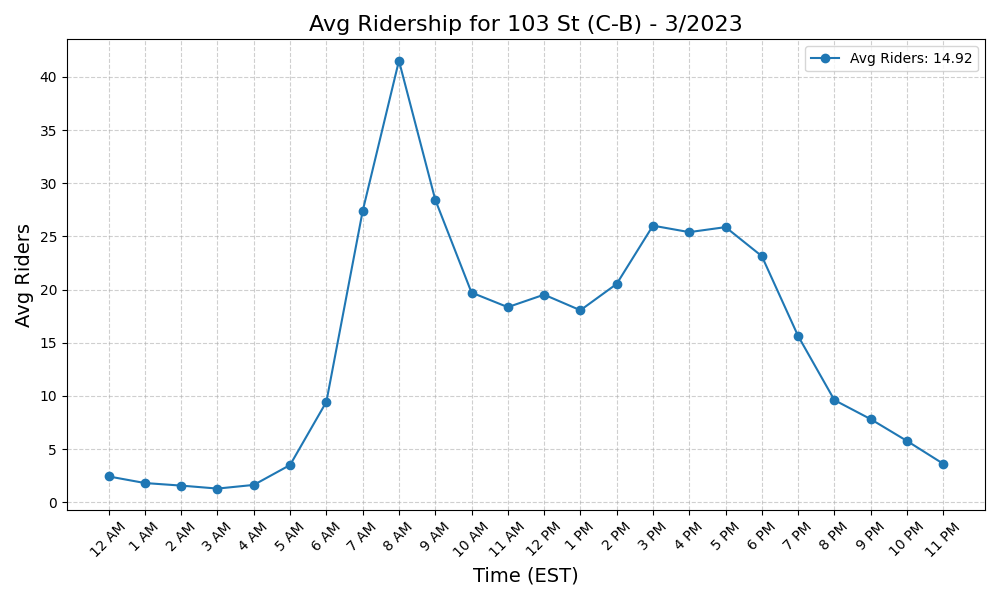 Avg Ridership for 103 St (C-B) - 3/2023
Avg Riders: 14.92
Avg Riders
40
35
30
25
20
15
10
5
0
12 AM
1 AM
2 AM
3 AM
4 AM
5 AM
6 AM
7 AM
8 AM
9 AM
10 AM
11 AM
12 PM
1 PM
2 PM
3 PM
4 PM
5 PM
6 PM
7 PM
8 PM
9 PM
10 PM
11 PM
Time (EST)